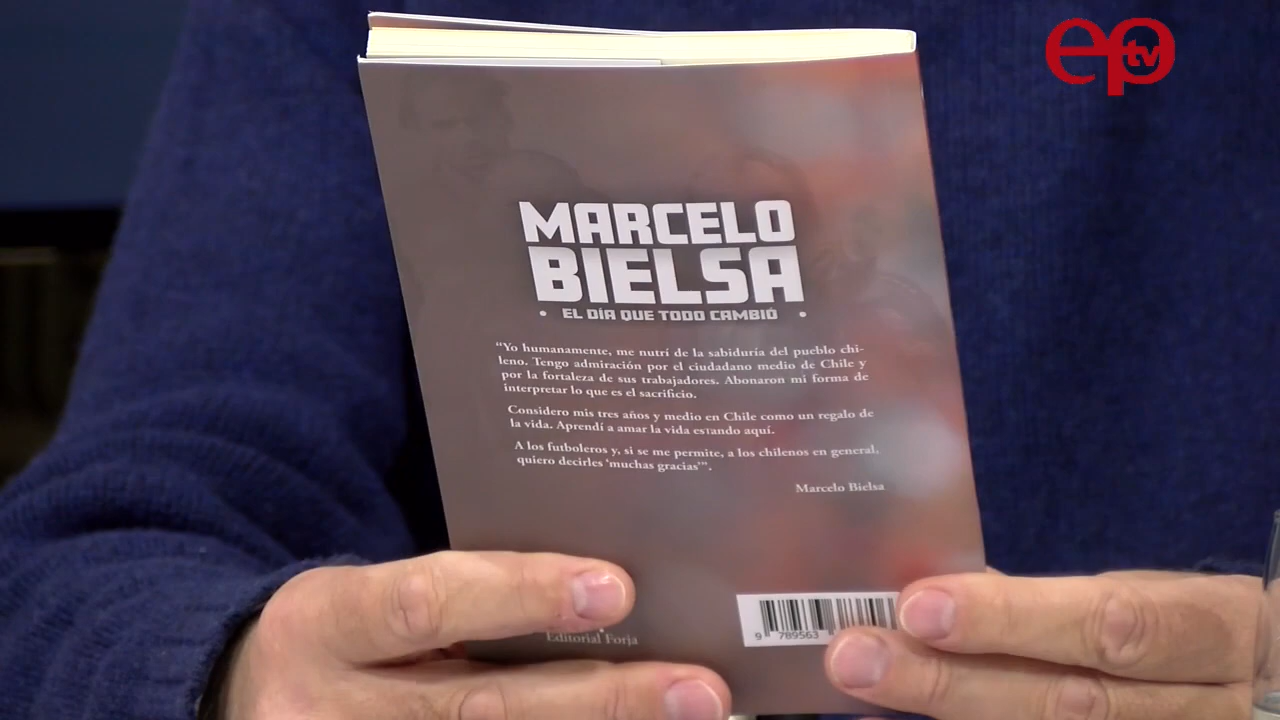 ep tv
MARCELO
BIELSA
• EL DÍA QUE TODO CAMBIÓ •
“Yo humanamente, me nutrí de la sabiduría del pueblo chi-
leno. Tengo admiración por el ciudadano medio de Chile y
por la fortaleza de sus trabajadores. Abonaron mi forma de
interpretar lo que es el sacrificio.
Considero mis tres años y medio en Chile como un regalo de
la vida. Aprendí a amar la vida estando aquí.
A los futboleros y, si se me permite, a los chilenos en general,
quiero decirles ‘muchas gracias’”.
Marcelo Bielsa
Editorial Forja
9 789563